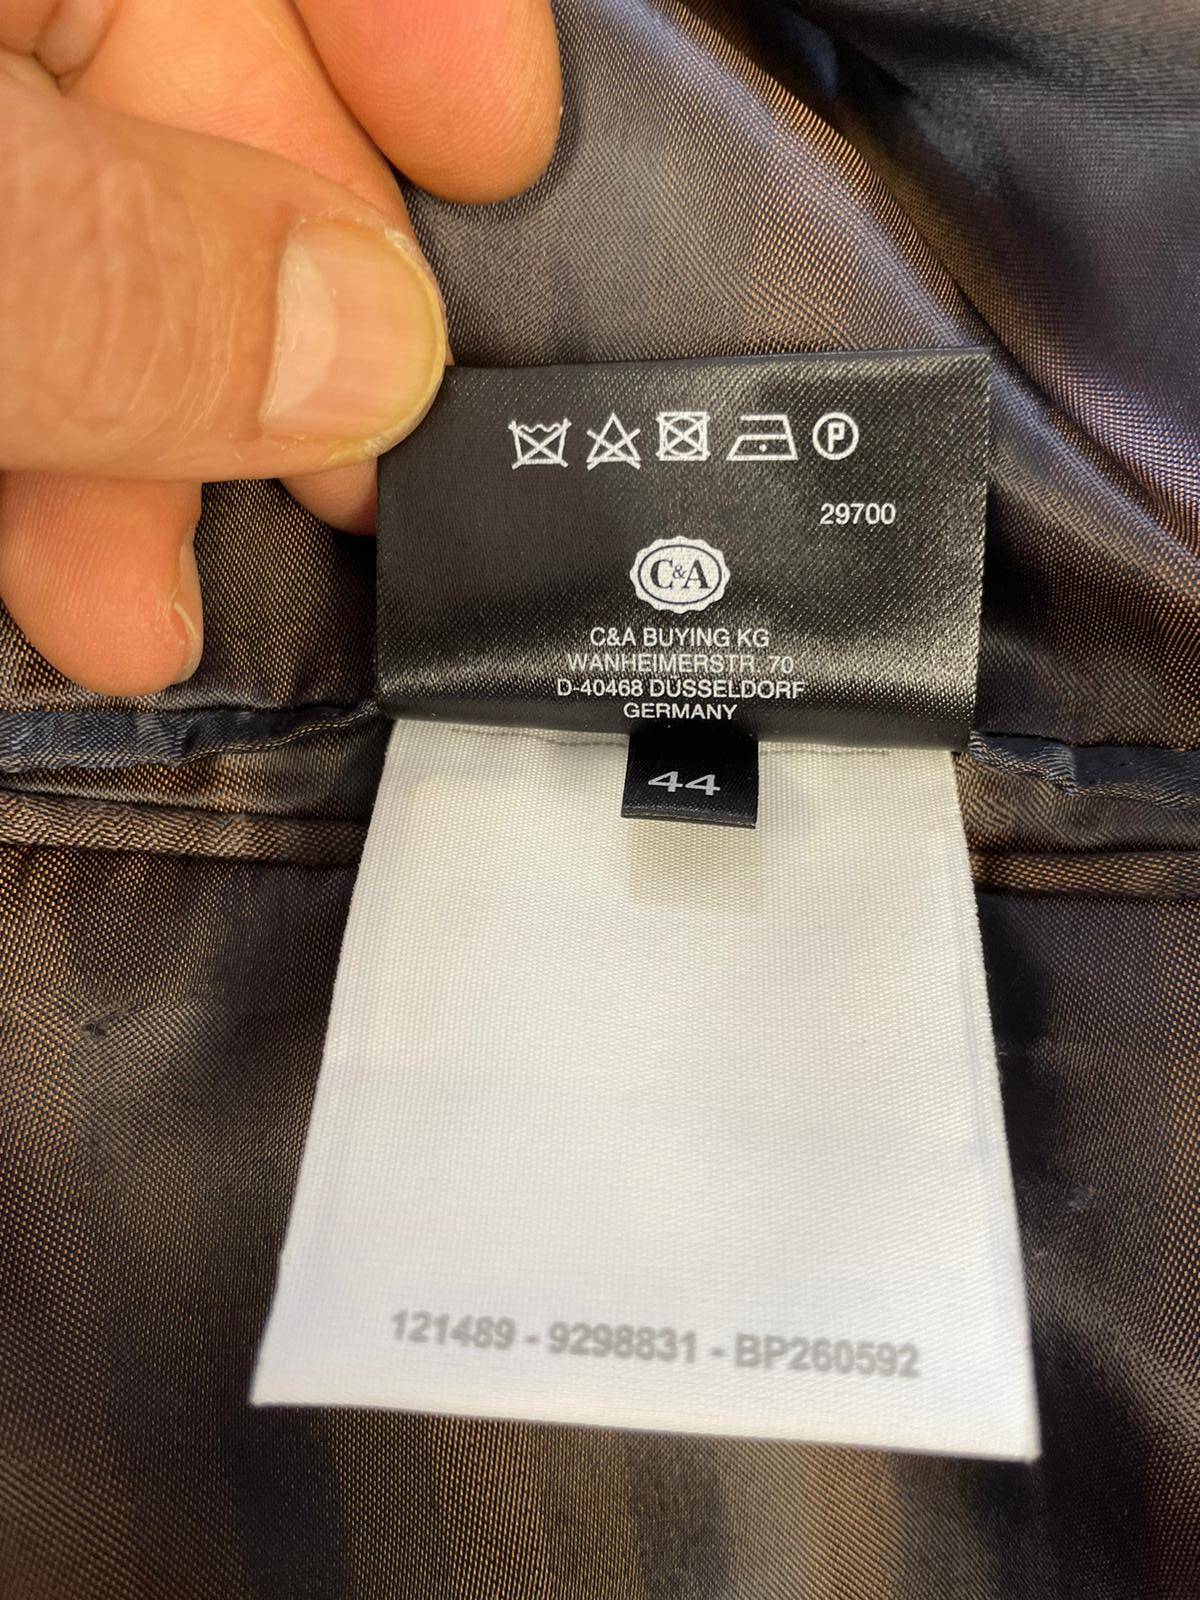 P
29700
C&A
C&A BUYING KG
WANHEIMERSTR. 70
D-40468 DÜSSELDORF
GERMANY
44
121489 - 9298831 - BP260592